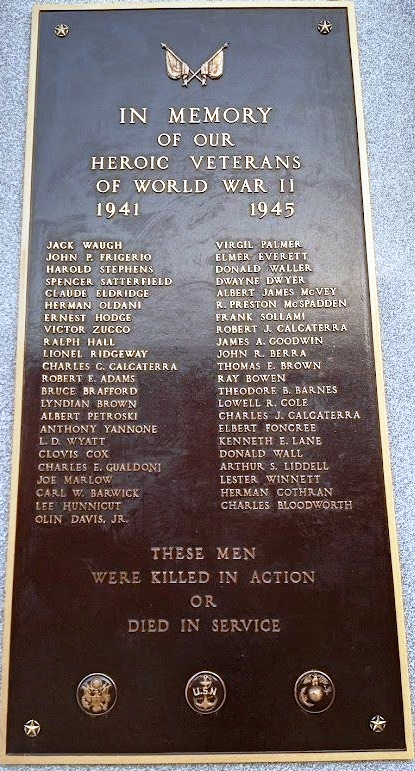 IN MEMORY
OF OUR
HEROIC VETERANS
OF WORLD WAR II
1941 1945
JACK WAUGH
JOHN P. FRIGERIO
HAROLD STEPHENS
SPENCER SATTERFIELD
CLAUDE ELDRIDGE
HERMAN OLDANI
ERNEST HODGE
VICTOR ZUCCO
RALPH HALL
LIONEL RIDGEWAY
CHARLES C. CALCATERRA
ROBERT E. ADAMS
BRUCE BRAFFORD
LYNDIAN BROWN
ALBERT PETROSKI
ANTHONY YANNONE
L. D. WYATT
CLOVIS COX
CHARLES E. GUALDONI
JOE MARLOW
CARL W. BARWICK
LEE HUNNICUT
OLIN DAVIS, JR.
VIRGIL PALMER
ELMER EVERETT
DONALD WALLER
DWAYNE DWYER
ALBERT JAMES McVEY
R. PRESTON McSPADDEN
FRANK SOLLAMI
ROBERT J. CALCATERRA
JAMES A. GOODWIN
JOHN R. BERRA
THOMAS E. BROWN
RAY BOWEN
THEODORE B. BARNES
LOWELL R. COLE
CHARLES J. CALCATERRA
ELBERT FONCREE
KENNETH E. LANE
DONALD WALL
ARTHUR S. LIDDELL
LESTER WINNETT
HERMAN COTHRAN
CHARLES BLOODWORTH
THESE MEN
WERE KILLED IN ACTION
OR
DIED IN SERVICE
USN